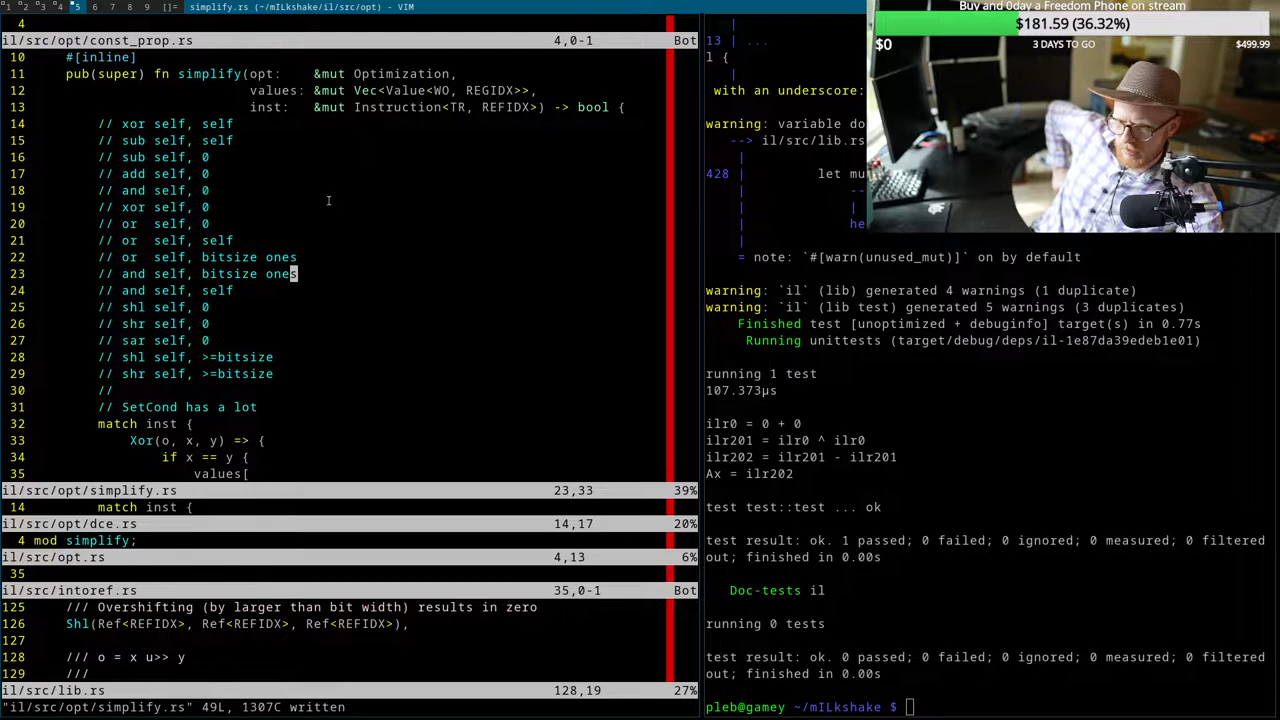 1 2 3 4 5 6 7 8 9 []= simplify.rs (~/mILkshake/il/src/opt) - VIM
4
il/src/opt/const_prop.rs 4,0-1 Bot
10 #[inline]
11 pub(super) fn simplify(opt: &mut Optimization,
12 values: &mut Vec<Value<WO, REGIDX>>,
13 inst: &mut Instruction<TR, REFIDX>) -> bool {
14 // xor self, self
15 // sub self, self
16 // sub self, 0
17 // add self, 0
18 // and self, 0
19 // xor self, 0
20 // or  self, 0
21 // or  self, self
22 // or  self, bitsize ones
23 // and self, bitsize ones
24 // and self, self
25 // shl self, 0
26 // shr self, 0
27 // sar self, 0
28 // shl self, >=bitsize
29 // shr self, >=bitsize
30 //
31 // SetCond has a lot
32 match inst {
33 Xor(o, x, y) => {
34 if x == y {
35 values[
il/src/opt/simplify.rs 23,33 39%
14 match inst {
il/src/opt/dce.rs 14,17 20%
4 mod simplify;
il/src/opt.rs 4,13 6%
35
il/src/intoref.rs 35,0-1 Bot
125 /// Overshifting (by larger than bit width) results in zero
126 Shl(Ref<REFIDX>, Ref<REFIDX>, Ref<REFIDX>),
127
128 /// o = x u>> y
129 ///
il/src/lib.rs 128,19 27%
"il/src/opt/simplify.rs" 49L, 1307C written
|
13 | ...
l {
|
with an underscore:
warning: variable do
--> il/src/lib.rs
|
428 | let mu
| --
| |
| he
|
= note: `#[warn(unused_mut)]` on by default
warning: `il` (lib) generated 4 warnings (1 duplicate)
warning: `il` (lib test) generated 5 warnings (3 duplicates)
Finished test [unoptimized + debuginfo] target(s) in 0.77s
Running unittests (target/debug/deps/il-1e87da39edeb1e01)
running 1 test
107.373µs
ilr0 = 0 + 0
ilr201 = ilr0 ^ ilr0
ilr202 = ilr201 - ilr201
Ax = ilr202
test test::test ... ok
test result: ok. 1 passed; 0 failed; 0 ignored; 0 measured; 0 filtered
out; finished in 0.00s
Doc-tests il
running 0 tests
test result: ok. 0 passed; 0 failed; 0 ignored; 0 measured; 0 filtered
out; finished in 0.00s
pleb@gamey ~/mILkshake $
Buy and 0day a Freedom Phone on stream
$181.59 (36.32%)
$0 3 DAYS TO GO $499.99